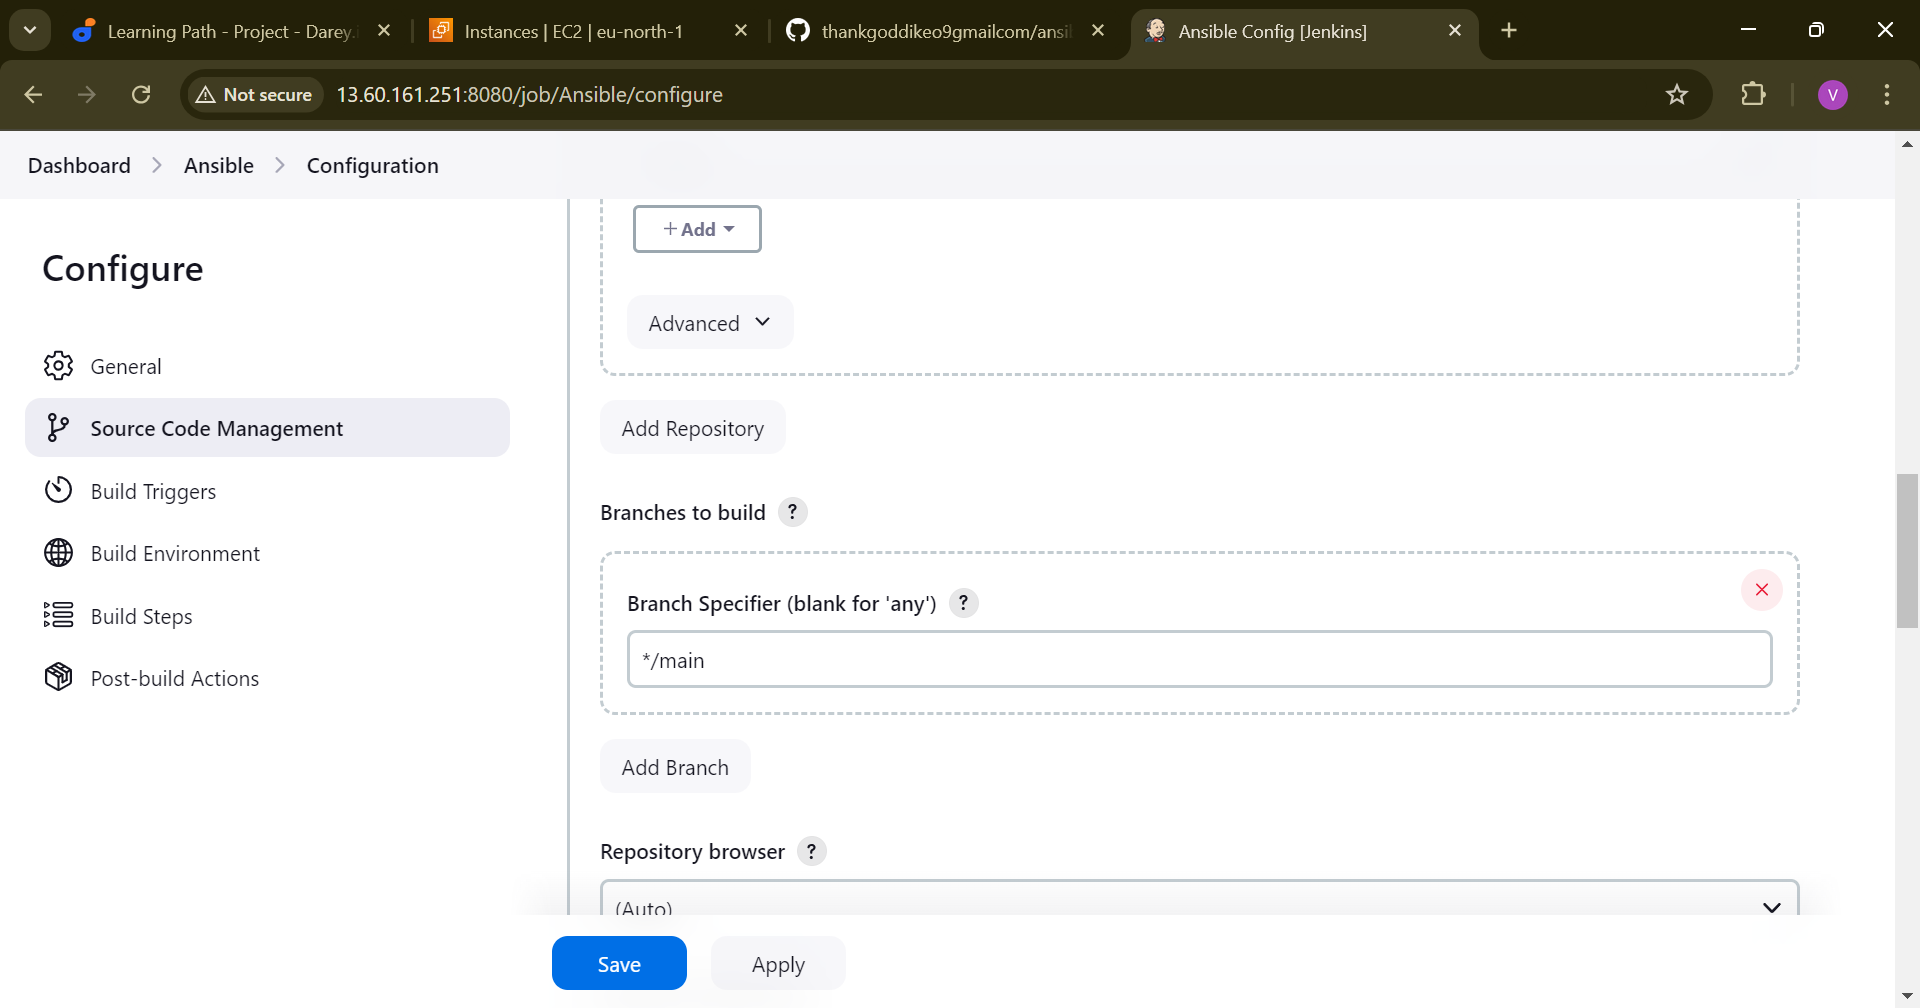 Learning Path - Project - Darey.i
Instances | EC2 | eu-north-1
thankgoddikeo9gmailcom/ansil
Ansible Config [Jenkins]
Not secure
13.60.161.251:8080/job/Ansible/configure
V
Dashboard
Ansible
Configuration
Configure
General
Source Code Management
Build Triggers
Build Environment
Build Steps
Post-build Actions
+ Add
Advanced
Add Repository
Branches to build ?
Branch Specifier (blank for 'any') ?
*/main
Add Branch
Repository browser ?
(Auto)
Save
Apply